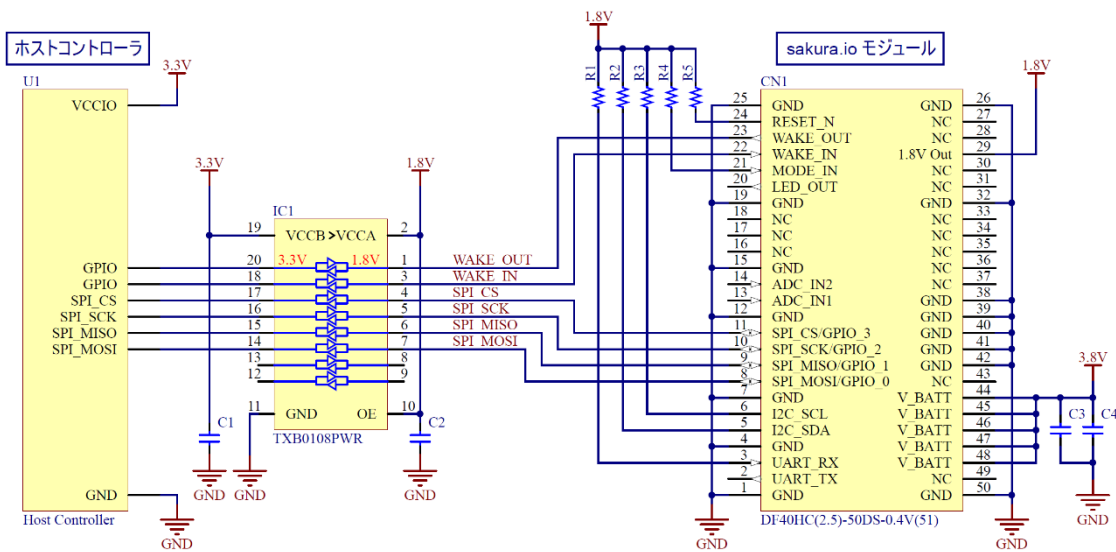 ホストコントローラ
U1
3.3V
VCCIO
GPIO
GPIO
SPI_CS
SPI_SCK
SPI_MISO
SPI_MOSI
GND
Host Controller
GND
3.3V
1.8V
IC1
19 VCCB >VCCA 2
20 3.3V 1.8V 1 WAKE_OUT
18 3 WAKE_IN
17 4 SPI_CS
16 5 SPI_SCK
15 6 SPI_MISO
14 7 SPI_MOSI
13 8
12 9
11 GND OE 10
TXB0108PWR
C1
C2
GND
GND
GND
1.8V
R1 R2 R3 R4 R5
sakura.io モジュール
CN1
1.8V
25 GND GND 26
24 RESET_N NC 27
23 WAKE_OUT NC 28
22 WAKE_IN 1.8V Out 29
21 MODE_IN NC 30
20 LED_OUT NC 31
19 GND GND 32
18 NC NC 33
17 NC NC 34
16 NC NC 35
15 GND NC 36
14 ADC_IN2 NC 37
13 ADC_IN1 GND 38
12 GND GND 39
11 SPI_CS/GPIO_3 GND 40
10 SPI_SCK/GPIO_2 GND 41
9 SPI_MISO/GPIO_1 GND 42
8 SPI_MOSI/GPIO_0 NC 43
7 GND V_BATT 44
6 I2C_SCL V_BATT 45
5 I2C_SDA V_BATT 46
4 GND V_BATT 47
3 UART_RX V_BATT 48
2 UART_TX NC 49
1 GND GND 50
DF40HC(2.5)-50DS-0.4V(51)
3.8V
C3
C4
GND
GND
GND